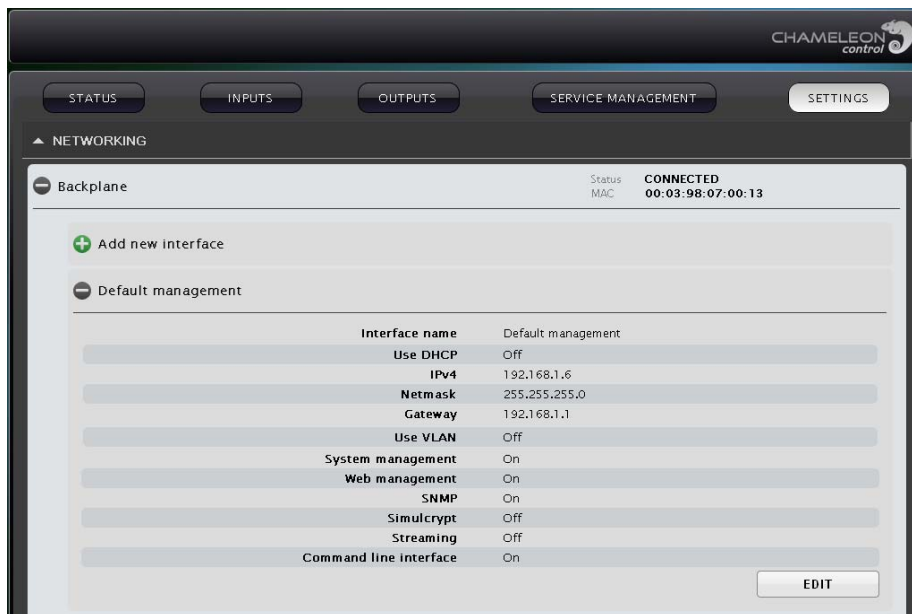 CHAMELEON
control
STATUS INPUTS OUTPUTS SERVICE MANAGEMENT SETTINGS
NETWORKING
Backplane Status CONNECTED
MAC 00:03:98:07:00:13
Add new interface
Default management
Interface name Default management
Use DHCP Off
IPv4 192.168.1.6
Netmask 255.255.255.0
Gateway 192.168.1.1
Use VLAN Off
System management On
Web management On
SNMP On
Simulcrypt Off
Streaming Off
Command line interface On
EDIT